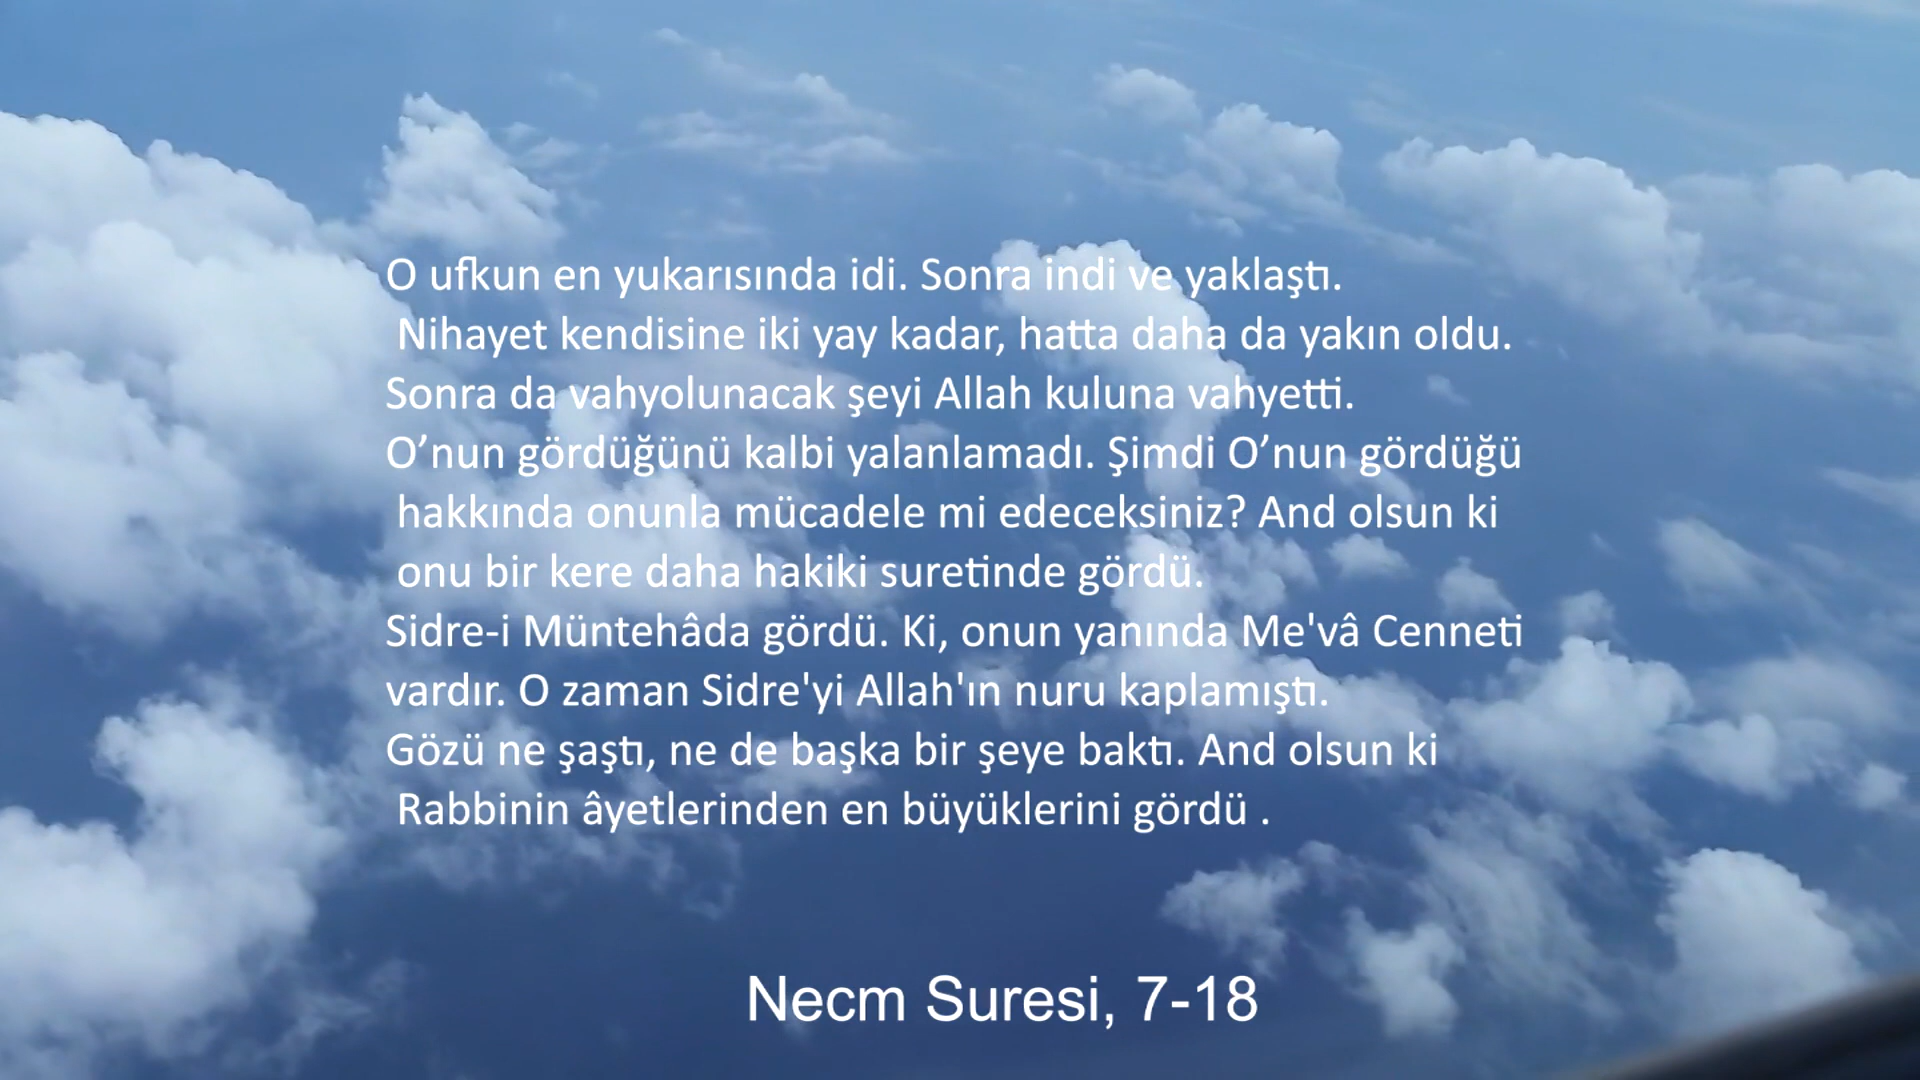 O ufkun en yukarısında idi. Sonra indi ve yaklaştı.
Nihayet kendisine iki yay kadar, hatta daha da yakın oldu.
Sonra da vahyolunacak şeyi Allah kuluna vahyetti.
O’nun gördüğünü kalbi yalanlamadı. Şimdi O’nun gördüğü
hakkında onunla mücadele mi edeceksiniz? And olsun ki
onu bir kere daha hakiki suretinde gördü.
Sidre-i Müntehâda gördü. Ki, onun yanında Me'vâ Cenneti
vardır. O zaman Sidre'yi Allah'ın nuru kaplamıştı.
Gözü ne şaştı, ne de başka bir şeye baktı. And olsun ki
Rabbinin âyetlerinden en büyüklerini gördü .
Necm Suresi, 7-18